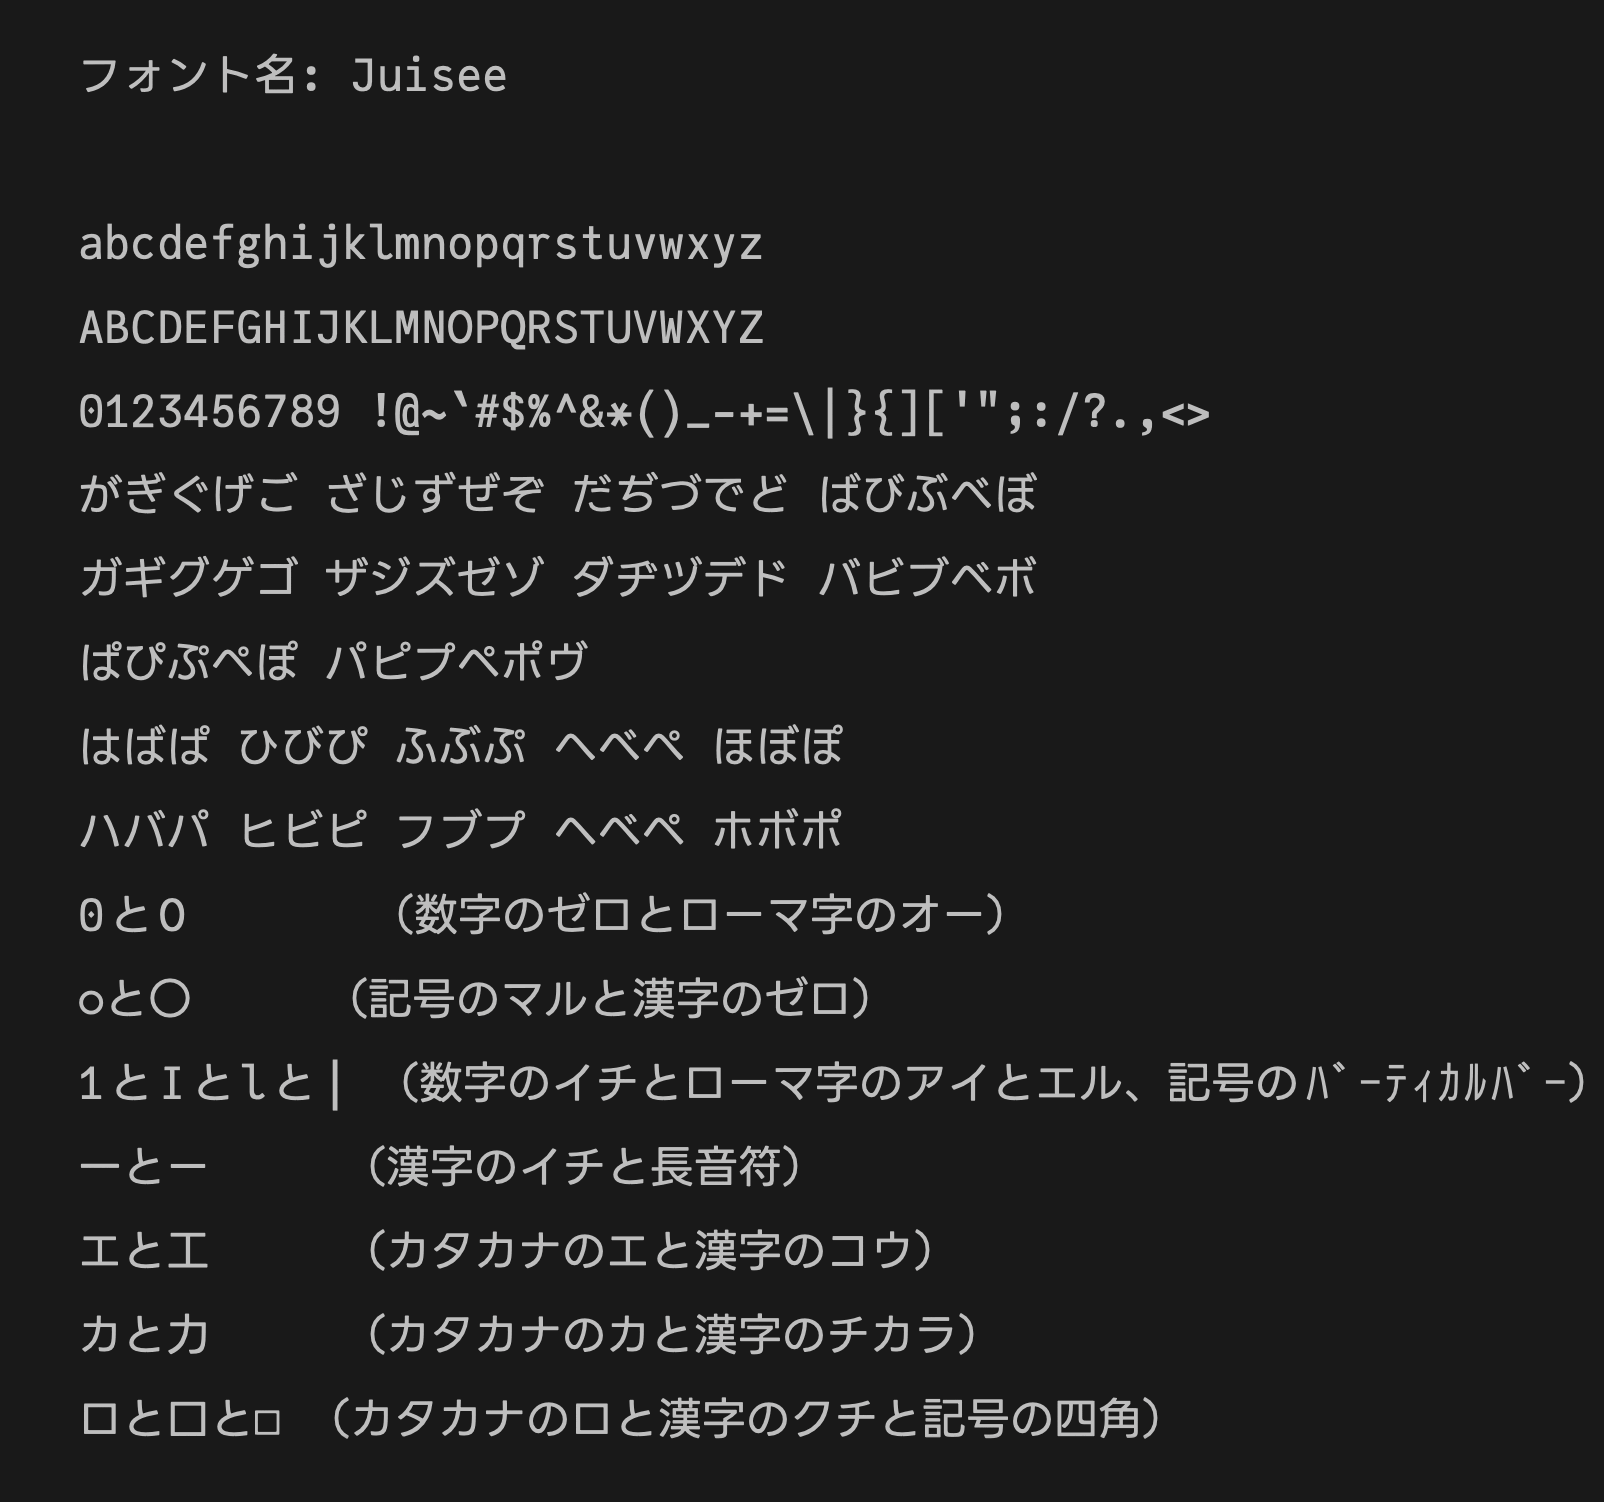 フォント名: Juisee
abcdefghijklmnopqrstuvwxyz
ABCDEFGHIJKLMNOPQRSTUVWXYZ
0123456789 !@~`#$%^&*()_-+=\|}{]['";:/?.,<>
がぎぐげご ざじずぜぞ だぢづでど ばびぶべぼ
ガギグゲゴ ザジズゼゾ ダヂヅデド バビブベボ
ぱぴぷぺぽ パピプペポヴ
はばぱ ひびぴ ふぶぷ へべぺ ほぼぽ
ハバパ ヒビピ フブプ ヘベペ ホボポ
0とO （数字のゼロとローマ字のオー）
○と〇 （記号のマルと漢字のゼロ）
1とIとlと| （数字のイチとローマ字のアイとエル、記号のﾊﾞｰﾃｨｶﾙﾊﾞｰ）
一とー （漢字のイチと長音符）
エと工 （カタカナのエと漢字のコウ）
カと力 （カタカナのカと漢字のチカラ）
ロと口と□ （カタカナのロと漢字のクチと記号の四角）